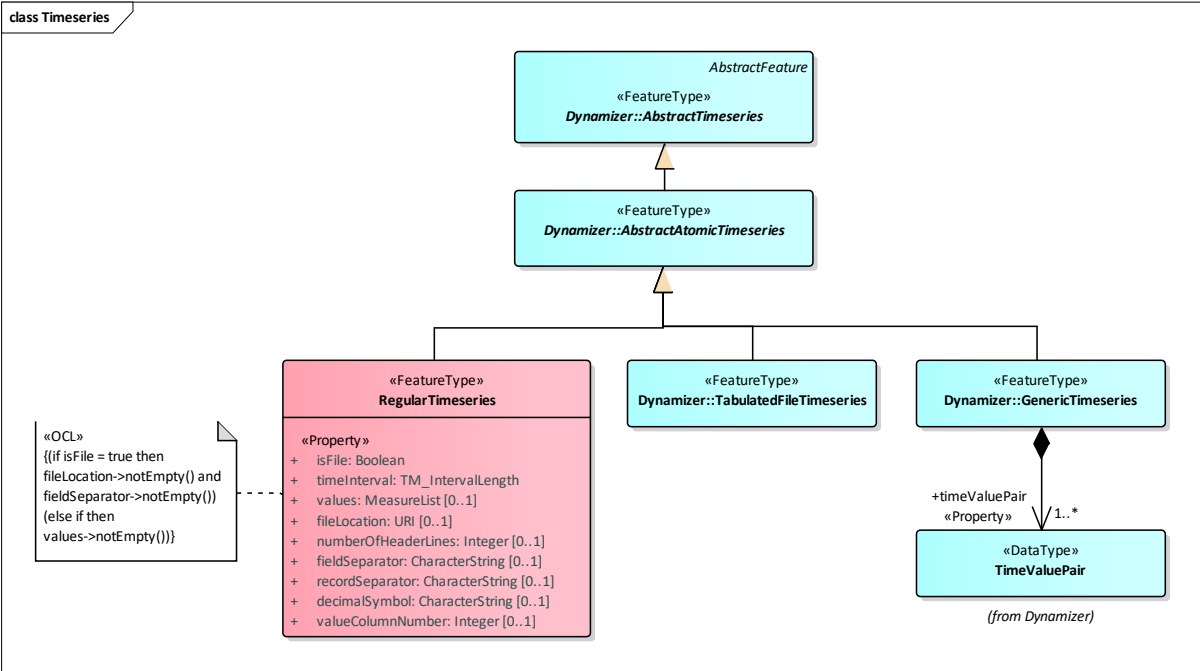 class Timeseries
AbstractFeature
«FeatureType»
Dynamizer::AbstractTimeseries
«FeatureType»
Dynamizer::AbstractAtomicTimeseries
«FeatureType»
RegularTimeseries
«Property»
+ isFile: Boolean
+ timeInterval: TM_IntervalLength
+ values: MeasureList [0..1]
+ fileLocation: URI [0..1]
+ numberOfHeaderLines: Integer [0..1]
+ fieldSeparator: CharacterString [0..1]
+ recordSeparator: CharacterString [0..1]
+ decimalSymbol: CharacterString [0..1]
+ valueColumnNumber: Integer [0..1]
«FeatureType»
Dynamizer::TabulatedFileTimeseries
«FeatureType»
Dynamizer::GenericTimeseries
«OCL»
{(if isFile = true then
fileLocation->notEmpty() and
fieldSeparator->notEmpty())
(else if then
values->notEmpty())}
+timeValuePair
«Property»
1..*
«DataType»
TimeValuePair
(from Dynamizer)